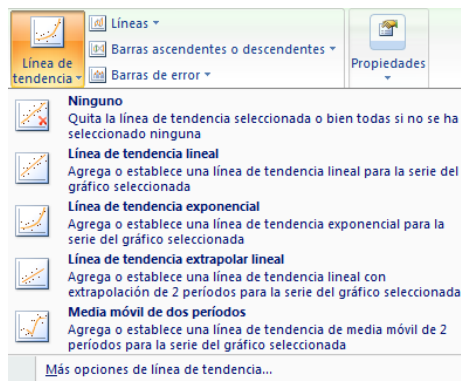 Líneas
Barras ascendentes o descendentes
Barras de error
Línea de
tendencia
Propiedades
Ninguno
Quita la línea de tendencia seleccionada o bien todas si no se ha
seleccionado ninguna
Línea de tendencia lineal
Agrega o establece una línea de tendencia lineal para la serie del
gráfico seleccionada
Línea de tendencia exponencial
Agrega o establece una línea de tendencia exponencial para la
serie del gráfico seleccionada
Línea de tendencia extrapolar lineal
Agrega o establece una línea de tendencia lineal con
extrapolación de 2 períodos para la serie del gráfico seleccionada
Media móvil de dos períodos
Agrega o establece una línea de tendencia de media móvil de 2
períodos para la serie del gráfico seleccionada
Más opciones de línea de tendencia...